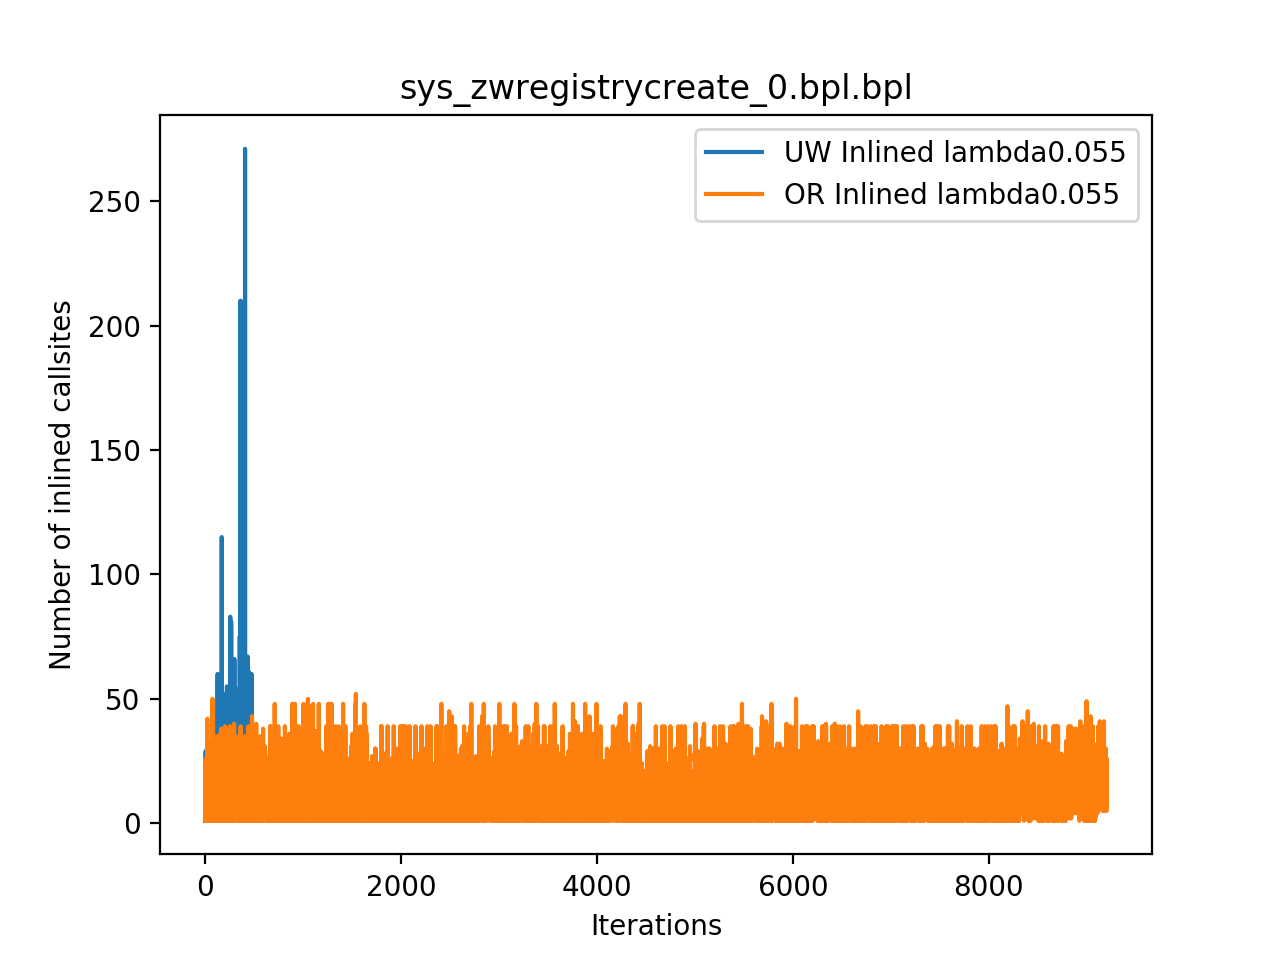 sys_zwregistrycreate_0.bpl.bpl
UW Inlined lambda0.055
OR Inlined lambda0.055
Number of inlined callsites
250
200
150
100
50
0
0 2000 4000 6000 8000
Iterations